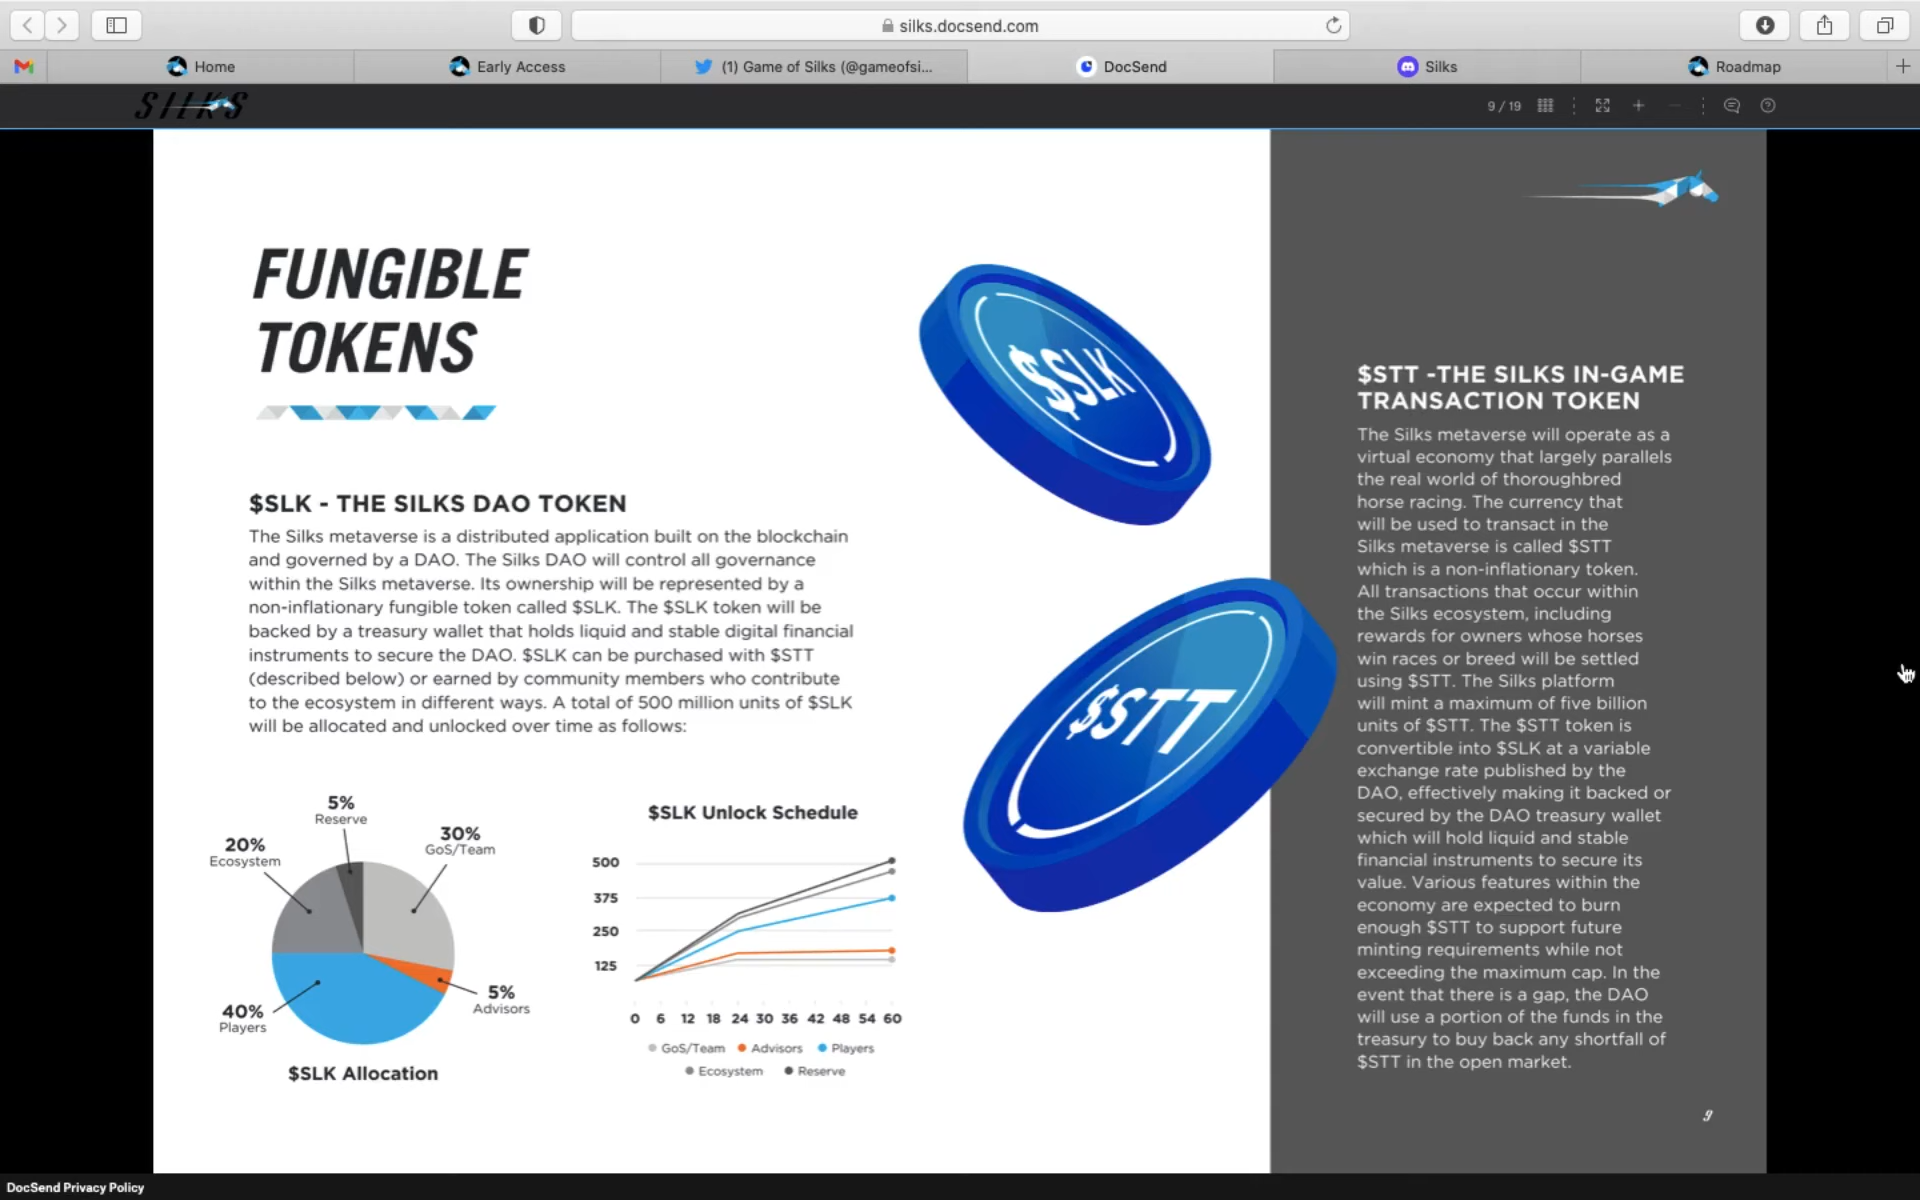 silks.docsend.com
Home
Early Access
(1) Game of Silks (@gameofsi...
DocSend
Silks
Roadmap
SILKS
9 / 19
FUNGIBLE
TOKENS
$SLK - THE SILKS DAO TOKEN
The Silks metaverse is a distributed application built on the blockchain
and governed by a DAO. The Silks DAO will control all governance
within the Silks metaverse. Its ownership will be represented by a
non-inflationary fungible token called $SLK. The $SLK token will be
backed by a treasury wallet that holds liquid and stable digital financial
instruments to secure the DAO. $SLK can be purchased with $STT
(described below) or earned by community members who contribute
to the ecosystem in different ways. A total of 500 million units of $SLK
will be allocated and unlocked over time as follows:
5%
Reserve
20%
Ecosystem
30%
GoS/Team
40%
Players
5%
Advisors
$SLK Allocation
$SLK Unlock Schedule
500
375
250
125
0 6 12 18 24 30 36 42 48 54 60
GoS/Team Advisors Players
Ecosystem Reserve
$SLK
$STT
$STT -THE SILKS IN-GAME
TRANSACTION TOKEN
The Silks metaverse will operate as a
virtual economy that largely parallels
the real world of thoroughbred
horse racing. The currency that
will be used to transact in the
Silks metaverse is called $STT
which is a non-inflationary token.
All transactions that occur within
the Silks ecosystem, including
rewards for owners whose horses
win races or breed will be settled
using $STT. The Silks platform
will mint a maximum of five billion
units of $STT. The $STT token is
convertible into $SLK at a variable
exchange rate published by the
DAO, effectively making it backed or
secured by the DAO treasury wallet
which will hold liquid and stable
financial instruments to secure its
value. Various features within the
economy are expected to burn
enough $STT to support future
minting requirements while not
exceeding the maximum cap. In the
event that there is a gap, the DAO
will use a portion of the funds in the
treasury to buy back any shortfall of
$STT in the open market.
9
DocSend Privacy Policy